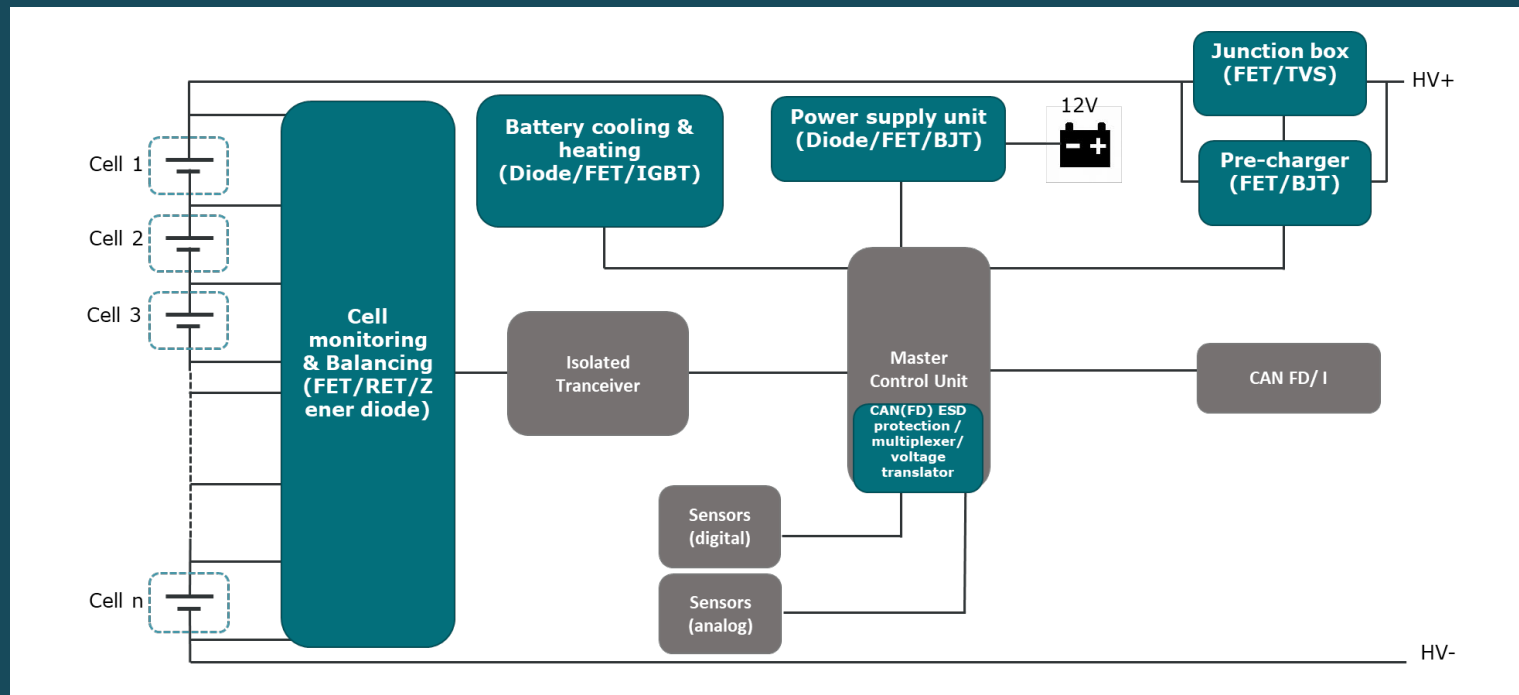 Junction box
(FET/TVS)
HV+
12V
Battery cooling &
heating
(Diode/FET/IGBT)
Power supply unit
(Diode/FET/BJT)
Pre-charger
(FET/BJT)
Cell 1
Cell 2
Cell 3
Cell
monitoring
& Balancing
(FET/RET/Z
ener diode)
Isolated
Tranceiver
Master
Control Unit
CAN FD/ I
CAN(FD) ESD
protection /
multiplexer/
voltage
translator
Sensors
(digital)
Cell n
Sensors
(analog)
HV-